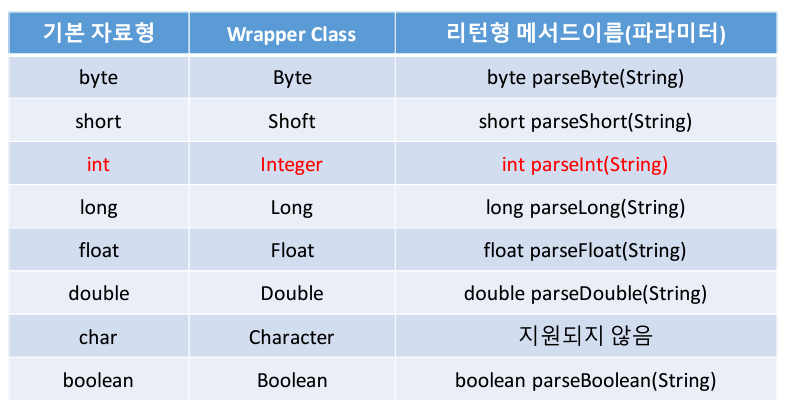 기본 자료형 Wrapper Class 리턴형 메서드이름(파라미터)
byte Byte byte parseByte(String)
short Shoft short parseShort(String)
int Integer int parseInt(String)
long Long long parseLong(String)
float Float float parseFloat(String)
double Double double parseDouble(String)
char Character 지원되지 않음
boolean Boolean boolean parseBoolean(String)